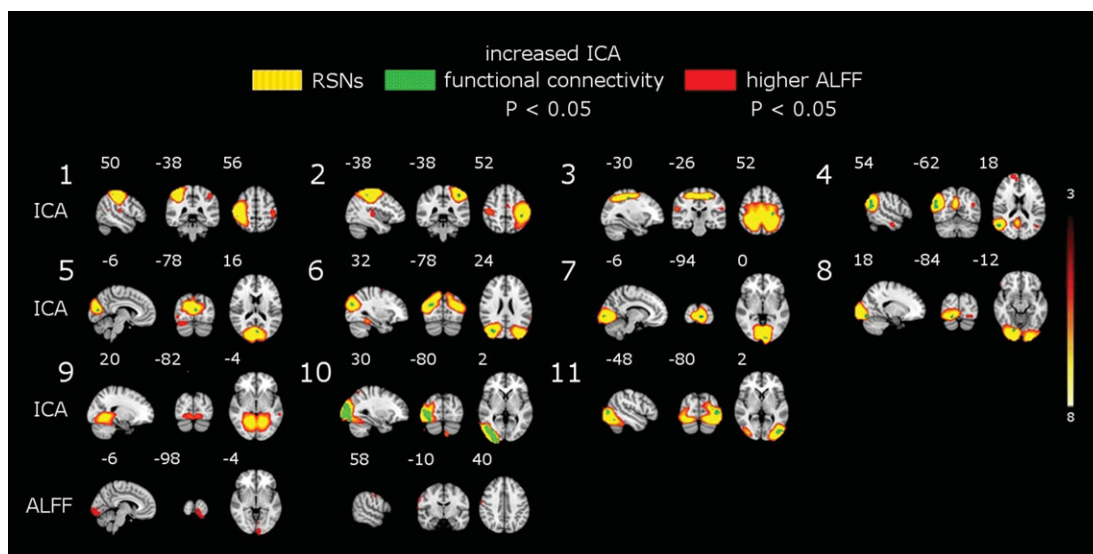 increased ICA
RSNs functional connectivity higher ALFF
P < 0.05 P < 0.05
1 50 -38 56 2 -38 -38 52 3 -30 -26 52 4 54 -62 18
ICA
3
5 -6 -78 16 6 32 -78 24 7 -6 -94 0 8 18 -84 -12
ICA
9 20 -82 -4 10 30 -80 2 11 -48 -80 2
ICA
8
-6 -98 -4 58 -10 40
ALFF